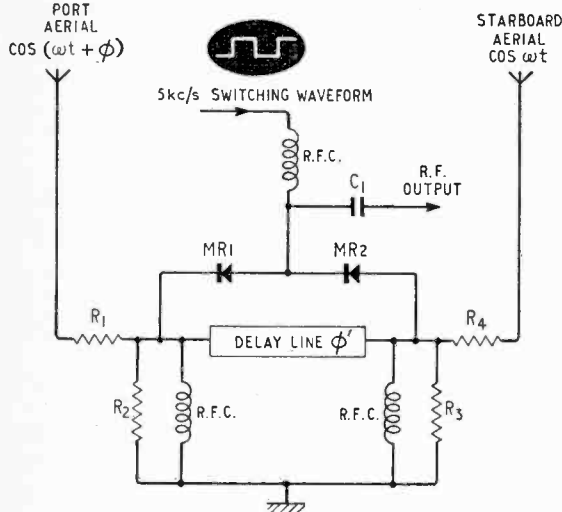 PORT
AERIAL
COS (ωt + ϕ)
STARBOARD
AERIAL
COS ωt
5kc/s SWITCHING WAVEFORM
R.F.C.
C1
R.F.
OUTPUT
MR1
MR2
R1
DELAY LINE ϕ'
R4
R2
R.F.C.
R.F.C.
R3